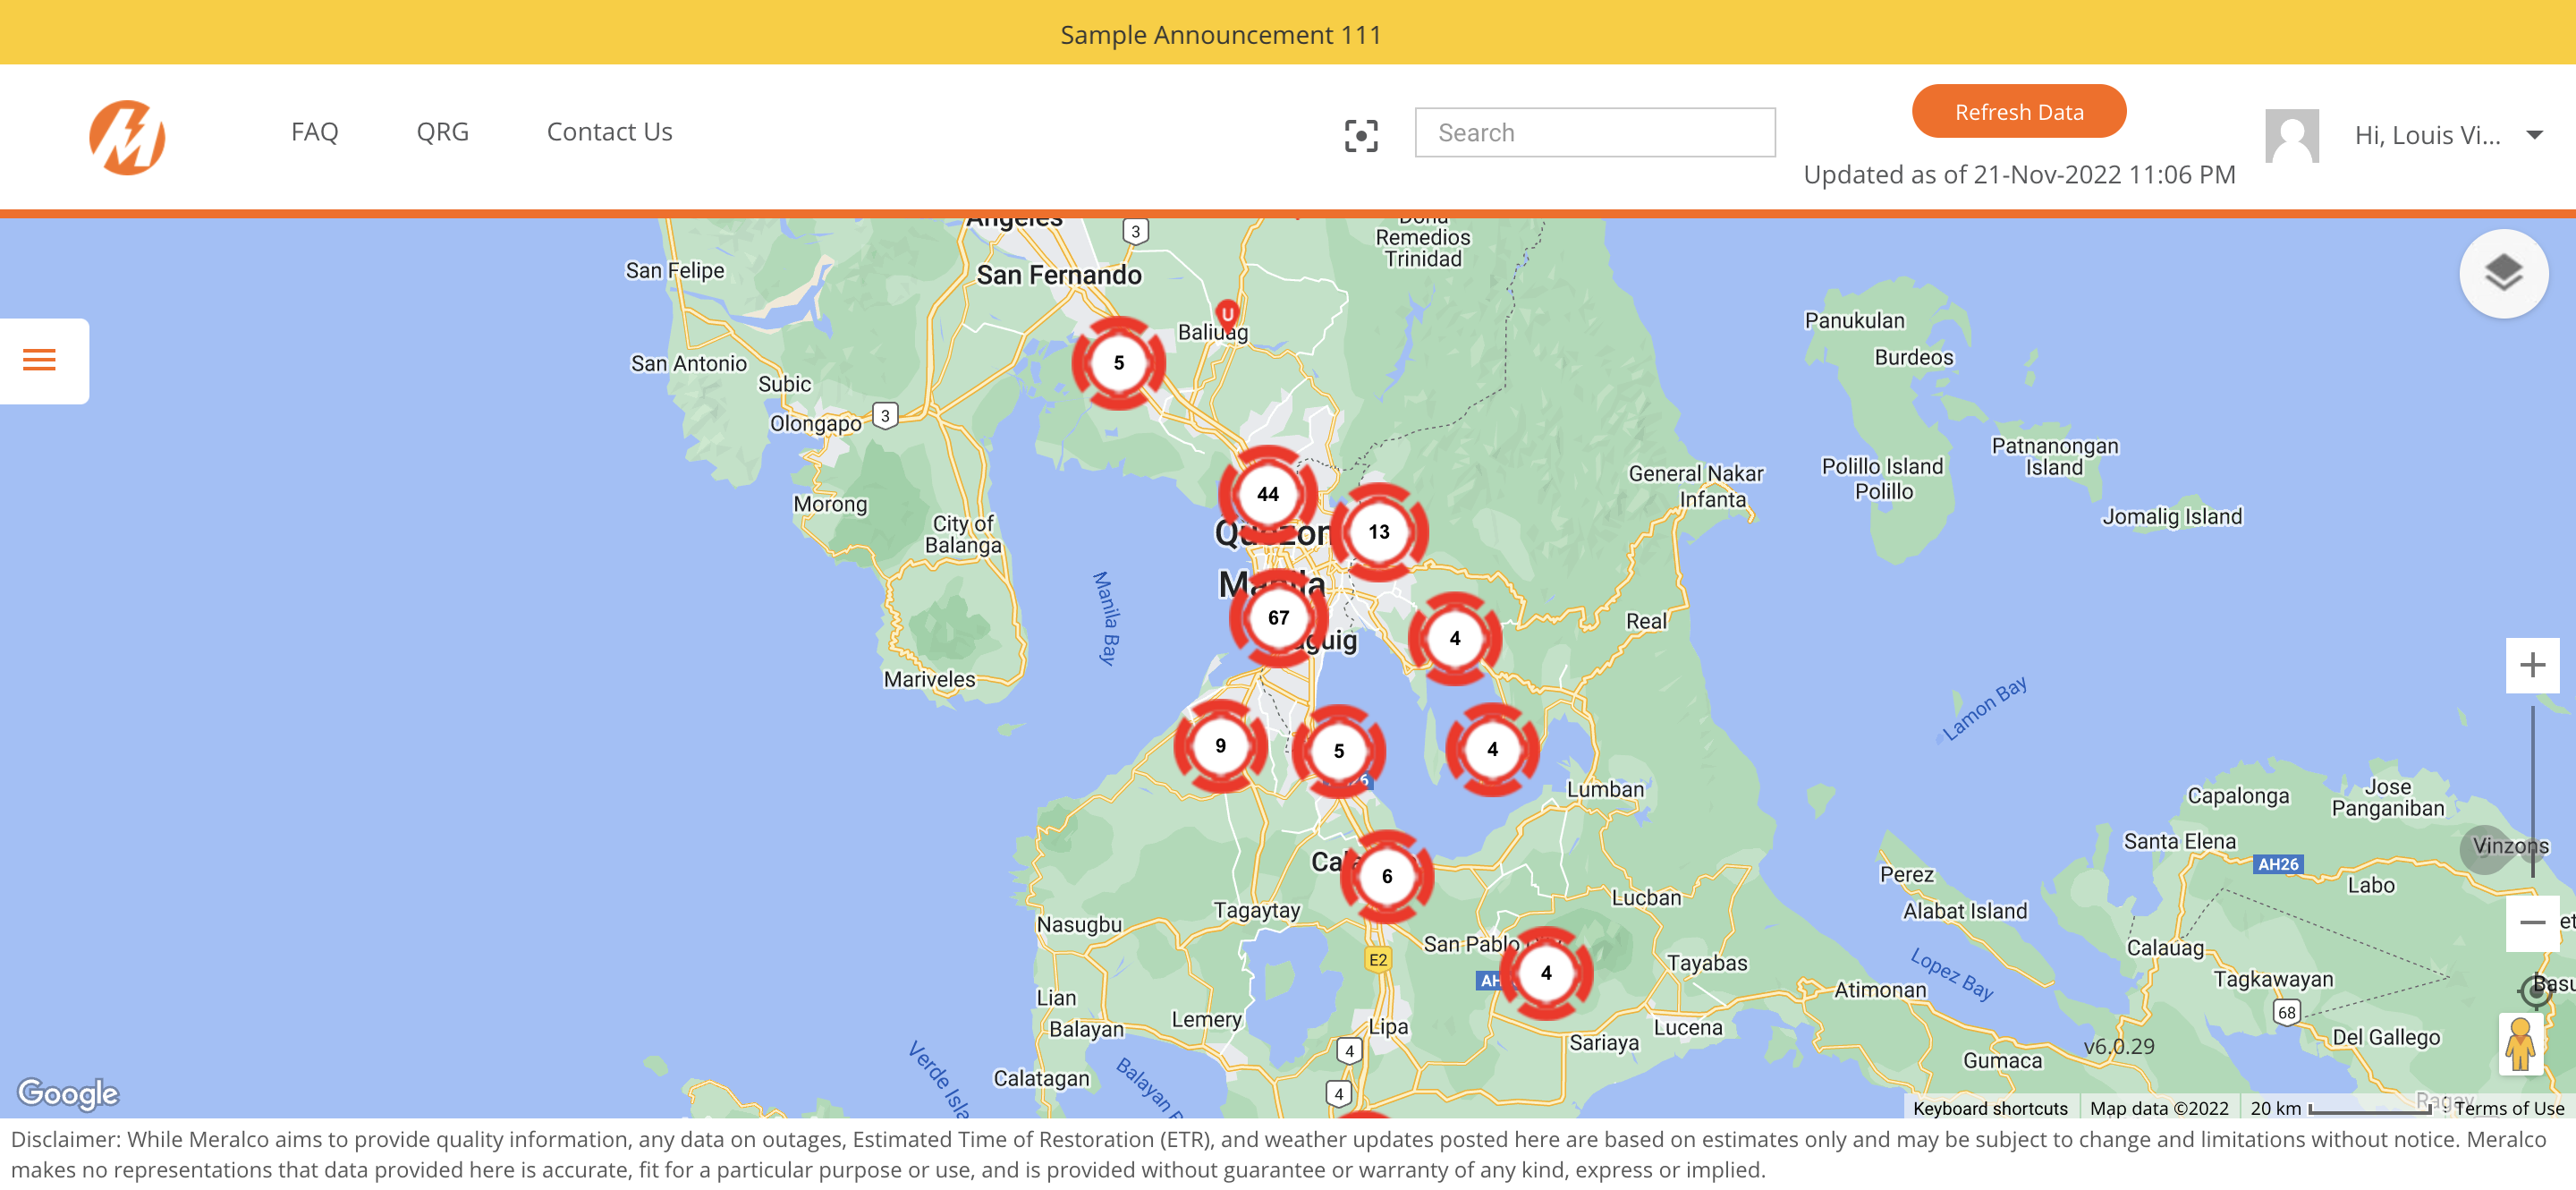 Sample Announcement 111
FAQ
QRG
Contact Us
Search
Refresh Data
Updated as of 21-Nov-2022 11:06 PM
Hi, Louis Vi...
Angeles
3
Doña
Remedios
Trinidad
San Felipe
San Fernando
U
Baliuag
Panukulan
5
Burdeos
San Antonio
Subic
Olongapo
3
Patnanongan
Island
General Nakar
Polillo Island
Polillo
44
Infanta
Morong
City of
Balanga
Jomalig Island
13
Quezon
Manila
Manila Bay
67
4
Real
Mariveles
Lamon Bay
9
5
4
Lumban
Capalonga
Jose
Panganiban
Santa Elena
Vinzons
AH26
6
Perez
Labo
Lucban
Tagaytay
Alabat Island
Nasugbu
San Pablo
Calauag
E2
Tayabas
Lopez Bay
4
Tagkawayan
Atimonan
Lian
68
Lemery
Lipa
Lucena
Balayan
Sariaya
Del Gallego
v6.0.29
4
Gumaca
Calatagan
4
Google
Keyboard shortcuts
Map data ©2022
20 km
Terms of Use
Disclaimer: While Meralco aims to provide quality information, any data on outages, Estimated Time of Restoration (ETR), and weather updates posted here are based on estimates only and may be subject to change and limitations without notice. Meralco
makes no representations that data provided here is accurate, fit for a particular purpose or use, and is provided without guarantee or warranty of any kind, express or implied.